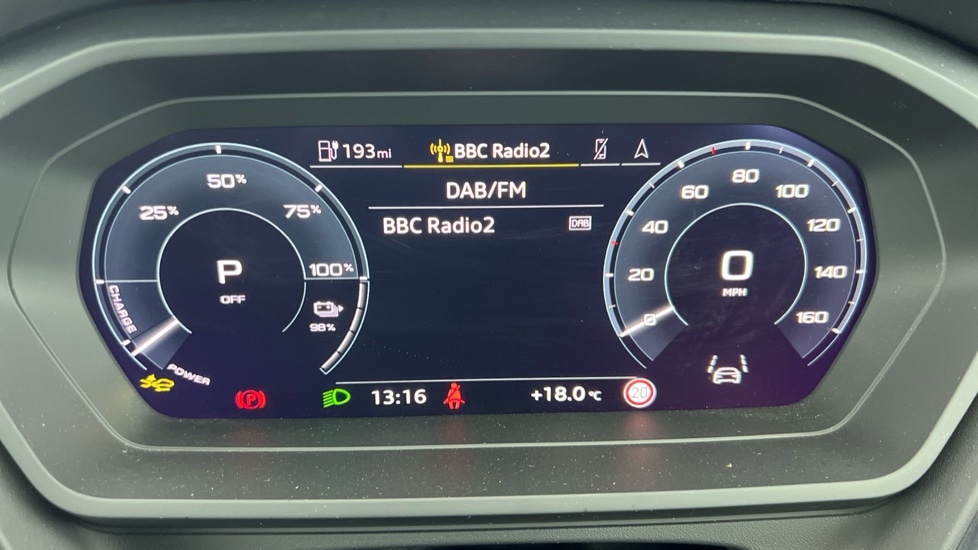 193mi BBC Radio2
DAB/FM
BBC Radio2 DAB
25% 50% 75% 100%
P
OFF
98%
CHARGE
POWER
0 20 40 60 80 100 120 140 160
0
MPH
P 13:16 +18.0°C 20